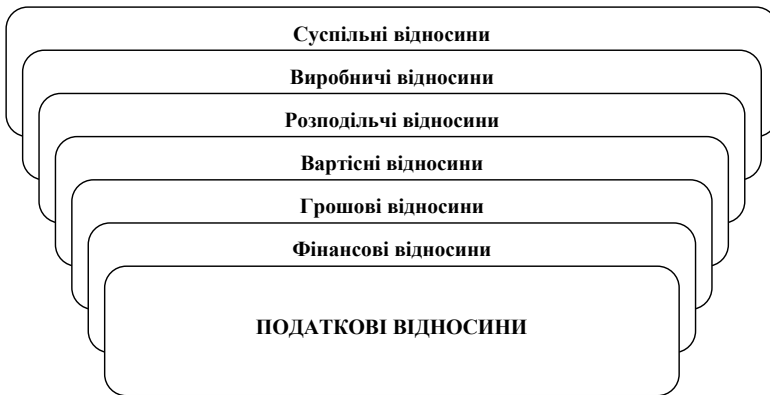 Суспільні відносини
Виробничі відносини
Розподільчі відносини
Вартісні відносини
Грошові відносини
Фінансові відносини
ПОДАТКОВІ ВІДНОСИНИ